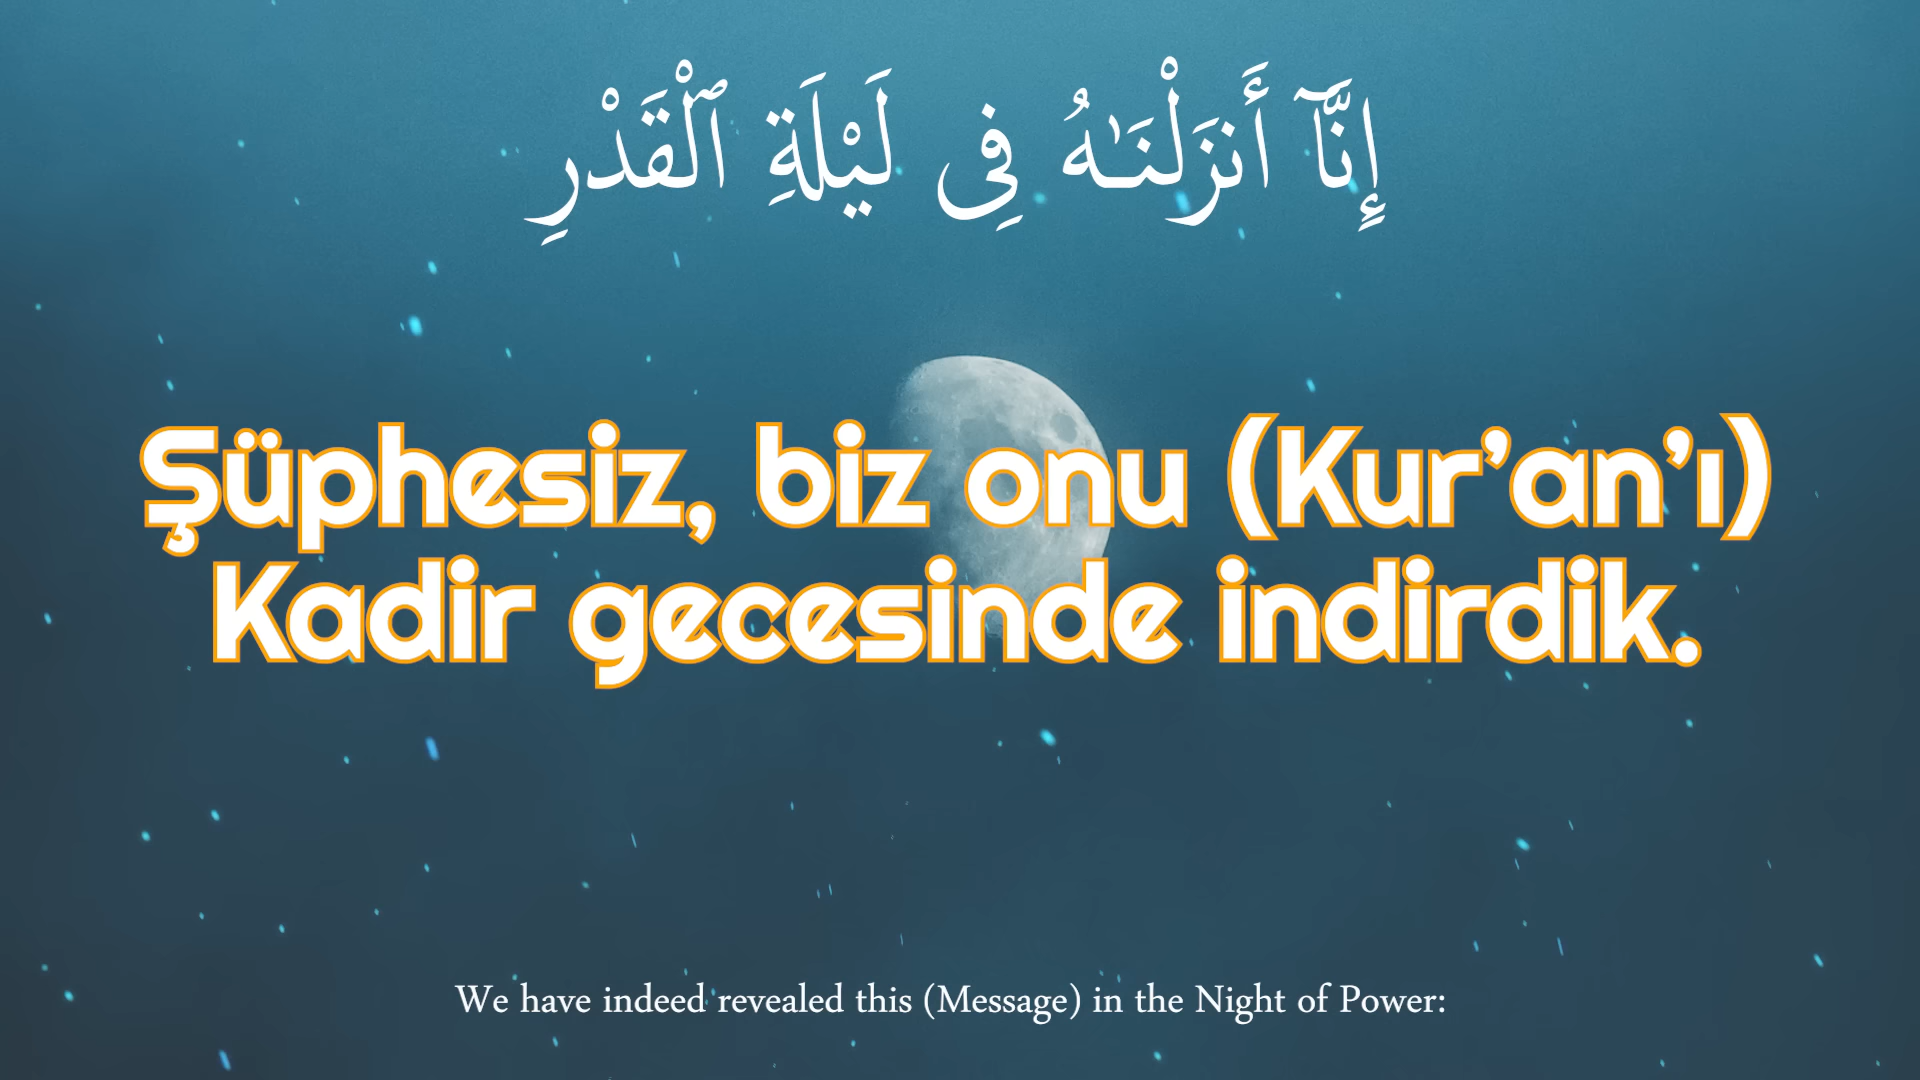 إِنَّآ أَنزَلْنَـٰهُ فِى لَيْلَةِ ٱلْقَدْرِ
Şüphesiz, biz onu (Kur’an’ı)
Kadir gecesinde indirdik.
We have indeed revealed this (Message) in the Night of Power: